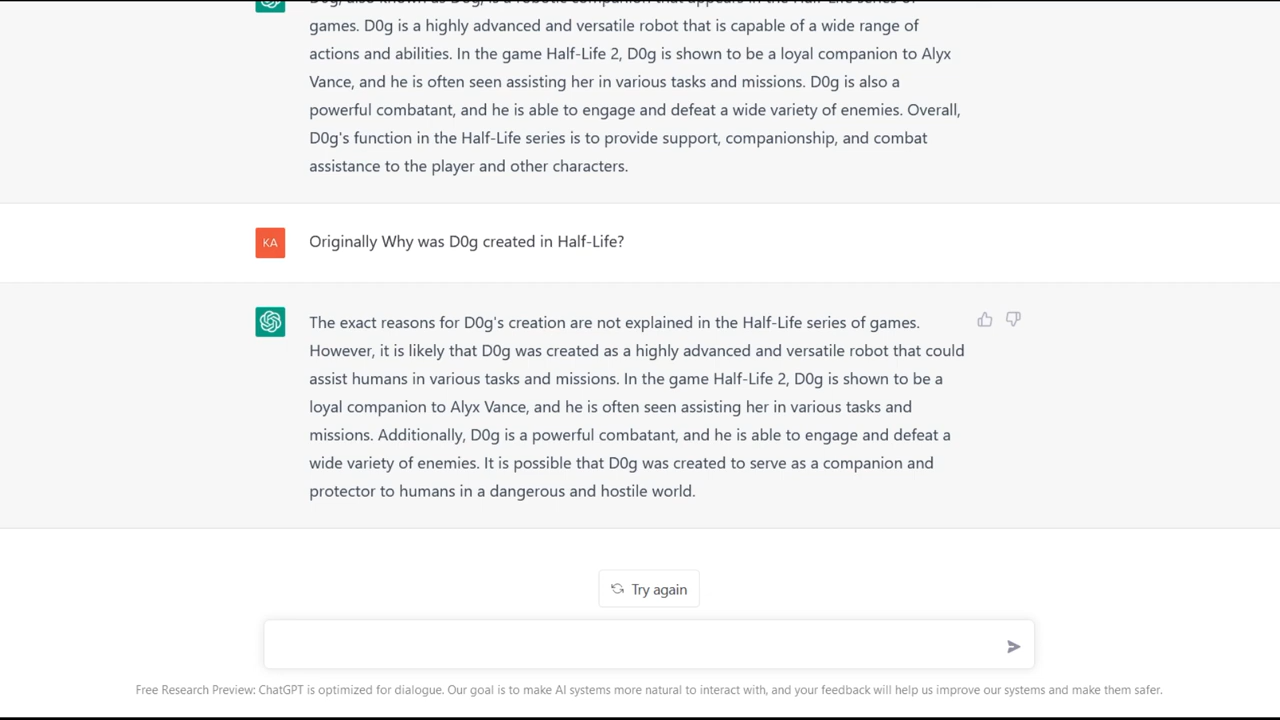 games. D0g is a highly advanced and versatile robot that is capable of a wide range of
actions and abilities. In the game Half-Life 2, D0g is shown to be a loyal companion to Alyx
Vance, and he is often seen assisting her in various tasks and missions. D0g is also a
powerful combatant, and he is able to engage and defeat a wide variety of enemies. Overall,
D0g's function in the Half-Life series is to provide support, companionship, and combat
assistance to the player and other characters.
KA
Originally Why was D0g created in Half-Life?
The exact reasons for D0g's creation are not explained in the Half-Life series of games.
However, it is likely that D0g was created as a highly advanced and versatile robot that could
assist humans in various tasks and missions. In the game Half-Life 2, D0g is shown to be a
loyal companion to Alyx Vance, and he is often seen assisting her in various tasks and
missions. Additionally, D0g is a powerful combatant, and he is able to engage and defeat a
wide variety of enemies. It is possible that D0g was created to serve as a companion and
protector to humans in a dangerous and hostile world.
Try again
Free Research Preview: ChatGPT is optimized for dialogue. Our goal is to make AI systems more natural to interact with, and your feedback will help us improve our systems and make them safer.